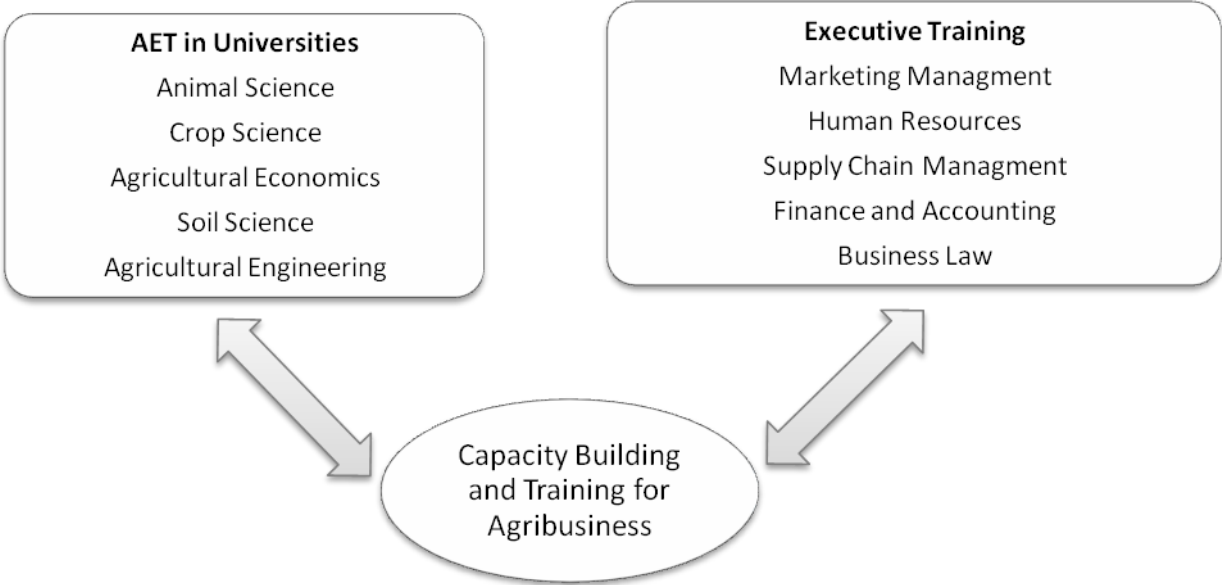 AET in Universities
Animal Science
Crop Science
Agricultural Economics
Soil Science
Agricultural Engineering
Executive Training
Marketing Managment
Human Resources
Supply Chain Managment
Finance and Accounting
Business Law
Capacity Building
and Training for
Agribusiness